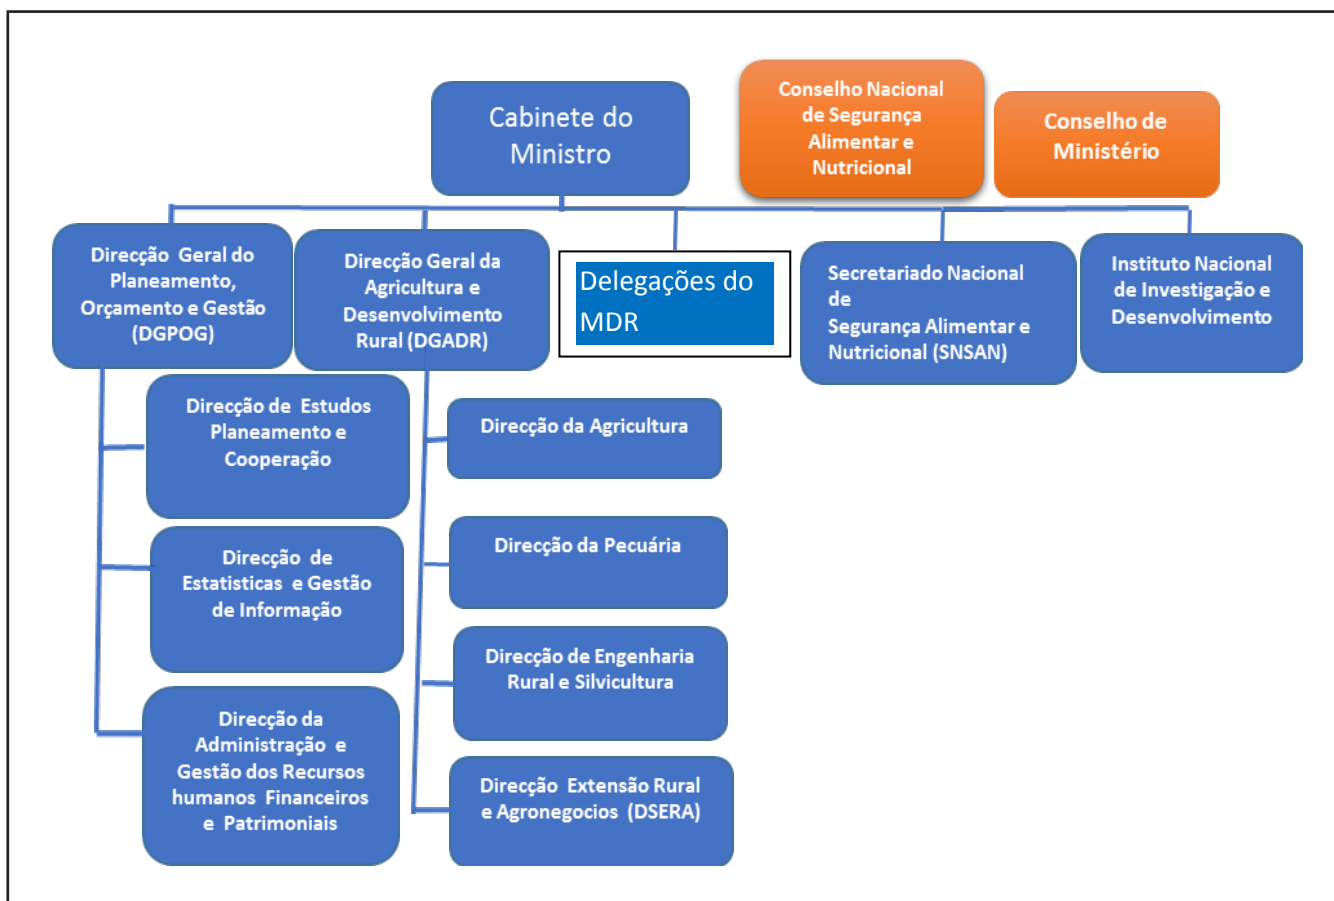 Cabinete do
Ministro
Conselho Nacional
de Segurança
Alimentar e
Nutricional
Conselho de
Ministério
Direcção Geral do
Planeamento,
Orçamento e Gestão
(DGPOG)
Direcção Geral da
Agricultura e
Desenvolvimento
Rural (DGADR)
Delegações do
MDR
Secretariado Nacional
de
Segurança Alimentar e
Nutricional (SNSAN)
Instituto Nacional
de Investigação e
Desenvolvimento
Direcção de Estudos
Planeamento e
Cooperação
Direcção de
Estatisticas e Gestão
de Informação
Direcção da
Administração e
Gestão dos Recursos
humanos Financeiros
e Patrimoniais
Direcção da Agricultura
Direcção da Pecuária
Direcção de Engenharia
Rural e Silvicultura
Direcção Extensão Rural
e Agronegocios (DSERA)